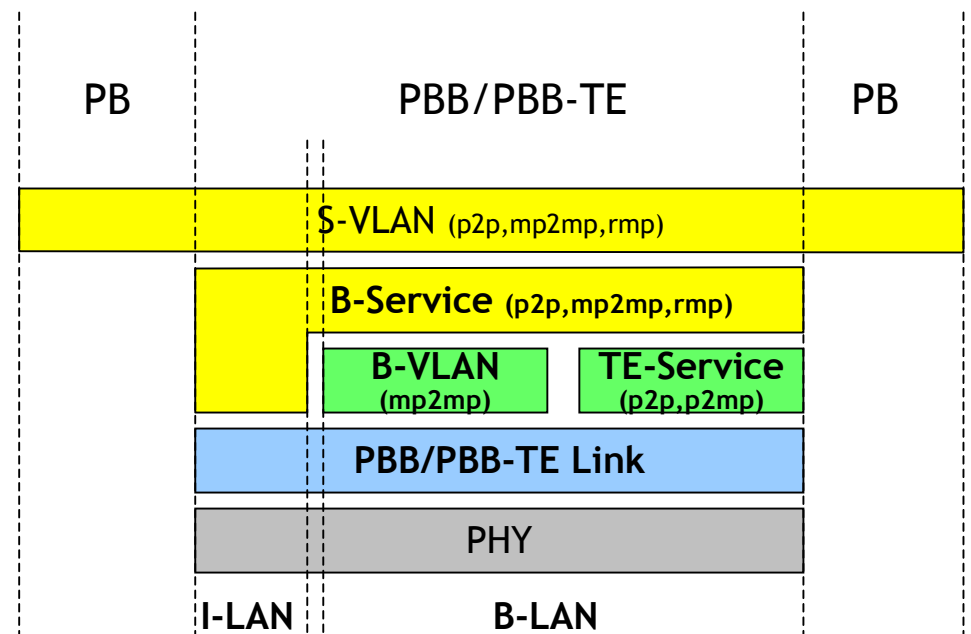 PB PBB/PBB-TE PB
S-VLAN (p2p,mp2mp,rmp)
B-Service (p2p,mp2mp,rmp)
B-VLAN
(mp2mp)
TE-Service
(p2p,p2mp)
PBB/PBB-TE Link
PHY
I-LAN B-LAN